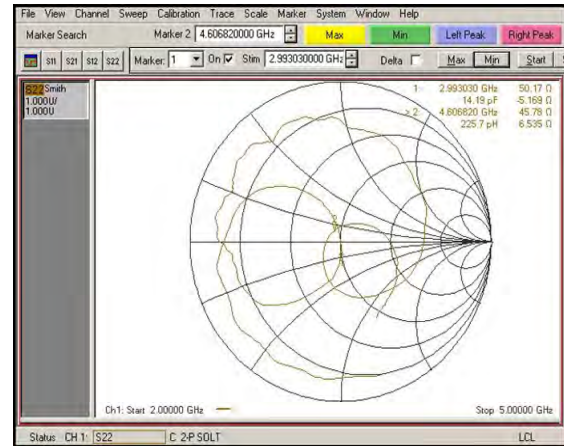 File View Channel Sweep Calibration Trace Scale Marker System Window Help
Marker Search Marker 2 4.606820000 GHz Max Min Left Peak Right Peak
S11 S21 S12 S22 Marker: 1 On Stim 2.993030000 GHz Delta Max Min Start
S22 Smith
1.000U/
1.000U
1: 2.993030 GHz 50.17 Ω
14.19 pF -5.169 Ω
> 2: 4.606820 GHz 45.78 Ω
225.7 pH 6.535 Ω
2
Ch1: Start 2.00000 GHz Stop 5.00000 GHz
Status CH 1: S22 C 2-P SOLT LCL